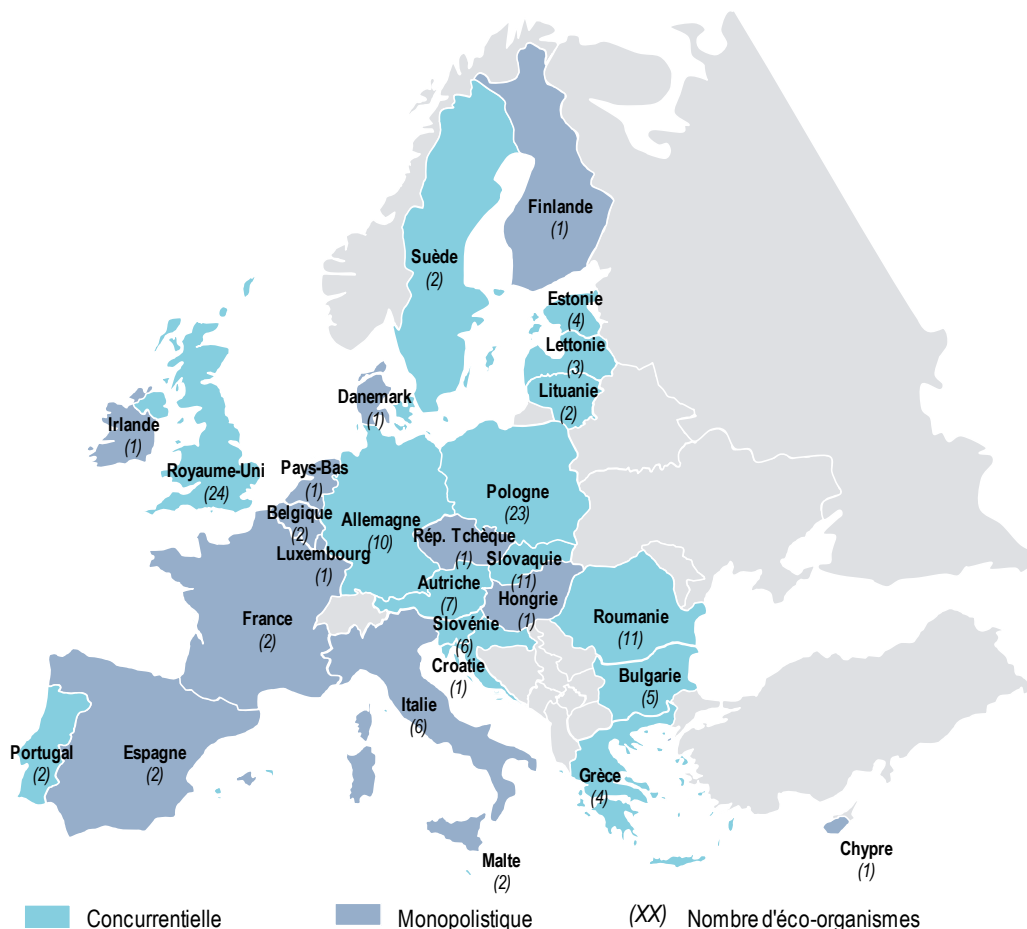 Finlande
(1)
Suède
(2)
Estonie
(4)
Lettonie
(3)
Lituanie
(2)
Danemark
(1)
Irlande
(1)
Royaume-Uni
(24)
Pays-Bas
(1)
Belgique
(2)
Luxembourg
(1)
Allemagne
(10)
Pologne
(23)
Rép. Tchèque
(1)
Slovaquie
(11)
Autriche
(7)
Hongrie
(1)
Slovénie
(6)
Croatie
(1)
Roumanie
(11)
Bulgarie
(5)
France
(2)
Italie
(6)
Portugal
(2)
Espagne
(2)
Grèce
(4)
Malte
(2)
Chypre
(1)
Concurrentielle
Monopolistique
(XX) Nombre d'éco-organismes